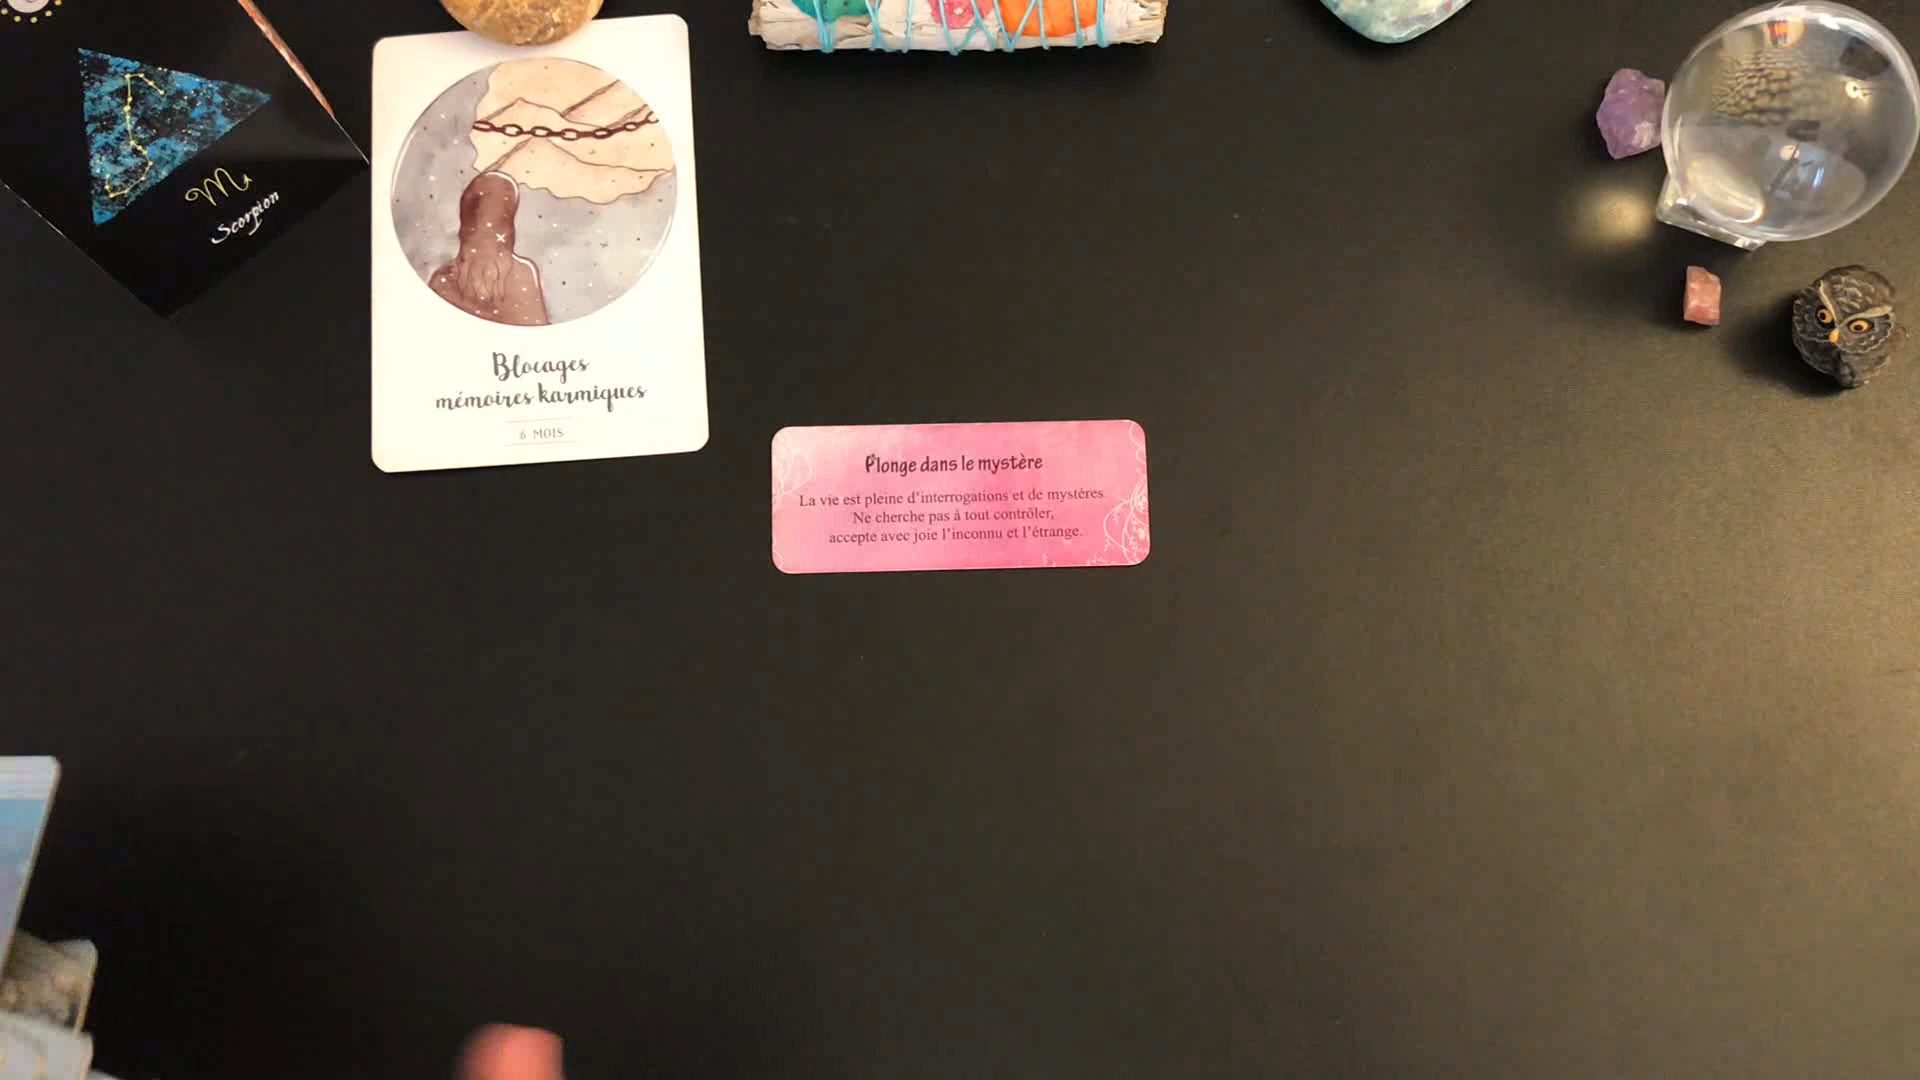 Scorpion
Blocages
mémoires karmiques
6 MOIS
Plonge dans le mystère
La vie est pleine d'interrogations et de mystères
Ne cherche pas à tout contrôler,
accepte avec joie l'inconnu et l'étrange.